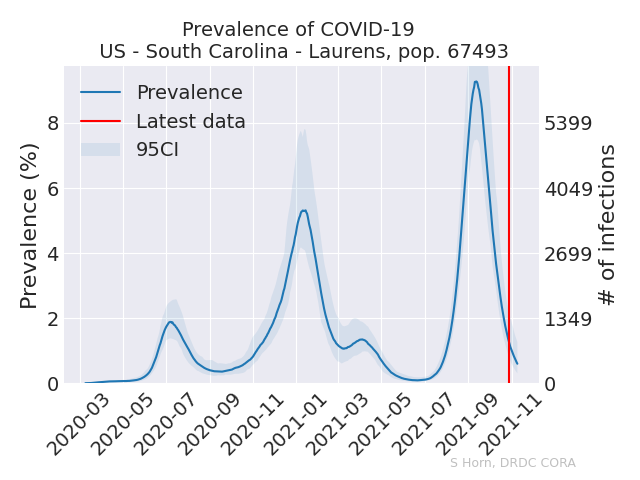 Prevalence of COVID-19
US - South Carolina - Laurens, pop. 67493
Prevalence
Latest data
95CI
Prevalence (%)
8
6
4
2
0
5399
4049
2699
1349
0
# of infections
2020-03
2020-05
2020-07
2020-09
2020-11
2021-01
2021-03
2021-05
2021-07
2021-09
2021-11
S Horn, DRDC CORA